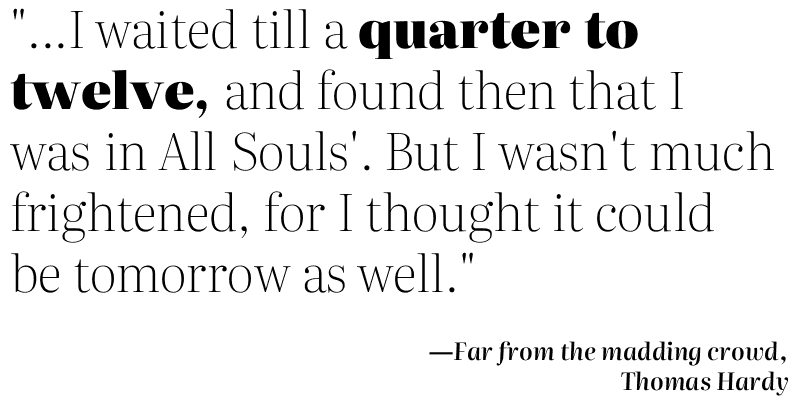 "...I waited till a quarter to
twelve, and found then that I
was in All Souls'. But I wasn't much
frightened, for I thought it could
be tomorrow as well."
—Far from the madding crowd,
Thomas Hardy